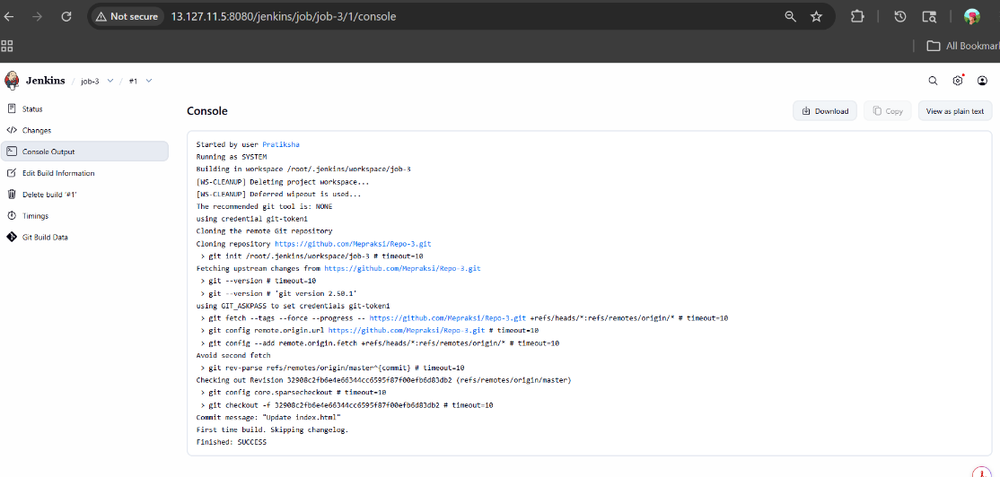 Not secure 13.127.11.5:8080/jenkins/job/job-3/1/console
All Bookmar
Jenkins / job-3 / #1
Status
Changes
Console Output
Edit Build Information
Delete build ‘#1’
Timings
Git Build Data
Console
Download Copy View as plain text
Started by user Pratiksha
Running as SYSTEM
Building in workspace /root/.jenkins/workspace/job-3
[WS-CLEANUP] Deleting project workspace...
[WS-CLEANUP] Deferred wipeout is used...
The recommended git tool is: NONE
using credential git-tokeni
Cloning the remote Git repository
Cloning repository https://github.com/Mepraksi/Repo-3.git
> git init /root/.jenkins/workspace/job-3 # timeout=10
Fetching upstream changes from https://github.com/Mepraksi/Repo-3.git
> git --version # timeout=10
> git --version # 'git version 2.50.1'
using GIT_ASKPASS to set credentials git-tokeni
> git fetch --tags --force --progress -- https://github.com/Mepraksi/Repo-3.git +refs/heads/*:refs/remotes/origin/* # timeout=10
> git config remote.origin.url https://github.com/Mepraksi/Repo-3.git # timeout=10
> git config --add remote.origin.fetch +refs/heads/*:refs/remotes/origin/* # timeout=10
Avoid second fetch
> git rev-parse refs/remotes/origin/master^{commit} # timeout=10
Checking out Revision 32908c2fb6e4e66344cc6595f87f00efb6d83db2 (refs/remotes/origin/master)
> git config core.sparsecheckout # timeout=10
> git checkout -f 32908c2fb6e4e66344cc6595f87f00efb6d83db2 # timeout=10
Commit message: "Update index.html"
First time build. Skipping changelog.
Finished: SUCCESS